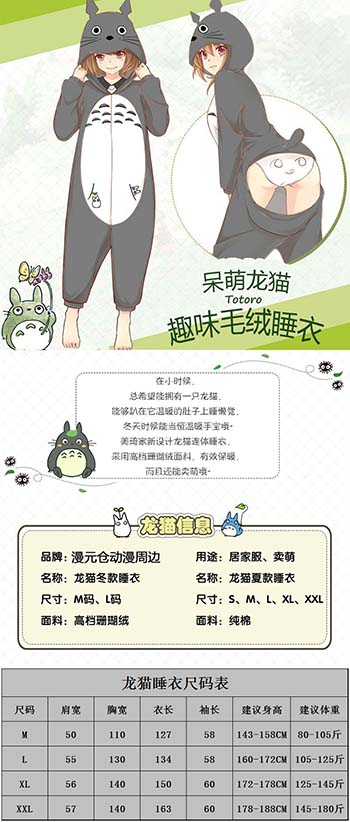 呆萌龙猫
Totoro
趣味毛绒睡衣
在小时候，
总希望能拥有一只龙猫，
能够趴在它温暖的肚子上睡懒觉，
冬天时候能当恒温暖手宝哦~
美琦家新设计龙猫连体睡衣，
采用高档珊瑚绒面料，有效保暖，
而且还能卖萌哦~
龙猫信息
品牌：漫元仓动漫周边 用途：居家服、卖萌
名称：龙猫冬款睡衣 名称：龙猫夏款睡衣
尺寸：M码、L码 尺寸：S、M、L、XL、XXL
面料：高档珊瑚绒 面料：纯棉
龙猫睡衣尺码表
尺码 肩宽 胸宽 衣长 袖长 建议身高 建议体重
M 50 110 127 58 143-158CM 80-105斤
L 55 130 134 58 160-172CM 105-125斤
XL 56 140 150 60 172-178CM 125-145斤
XXL 57 140 163 60 178-188CM 145-180斤